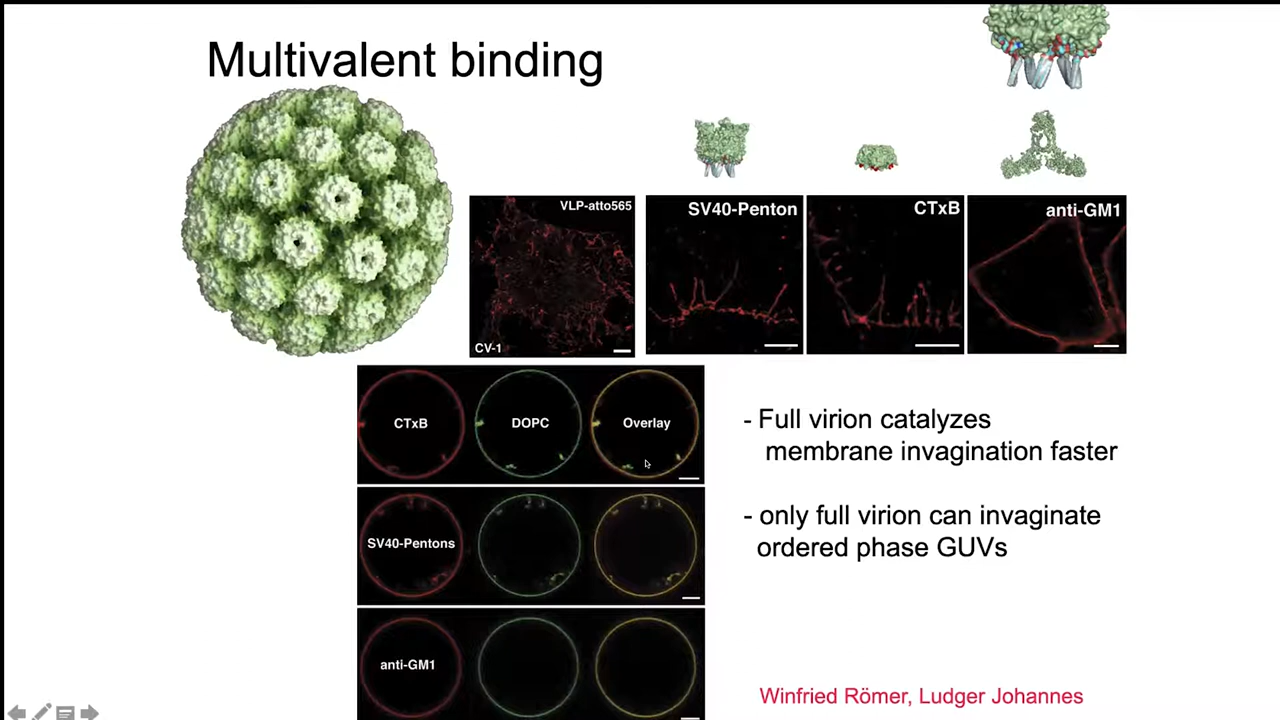 Multivalent binding
VLP-atto565
CV-1
SV40-Penton
CTxB
anti-GM1
CTxB
DOPC
Overlay
SV40-Pentons
anti-GM1
- Full virion catalyzes
membrane invagination faster
- only full virion can invaginate
ordered phase GUVs
Winfried Römer, Ludger Johannes